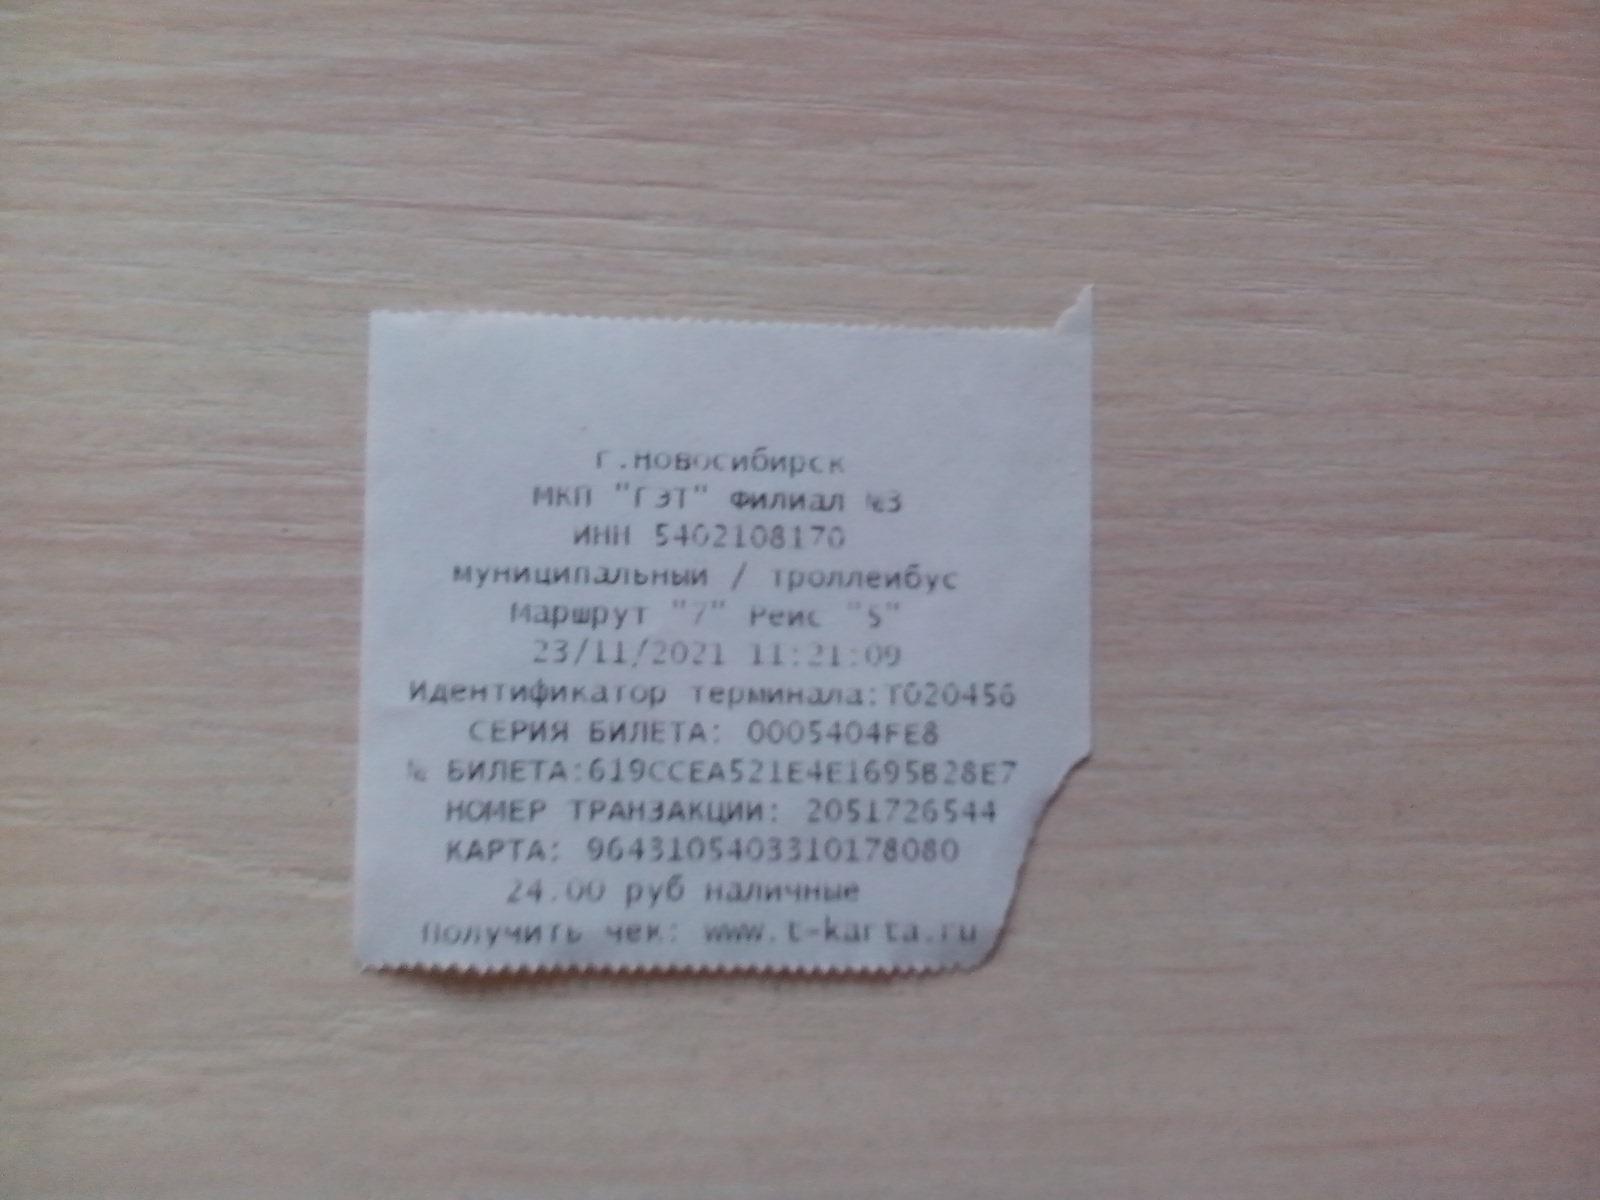 г.Новосибирск
МКП "ГЭТ" Филиал №3
ИНН 5402108170
муниципальный / троллейбус
Маршрут "7" Рейс "5"
23/11/2021 11:21:09
Идентификатор терминала:T020456
СЕРИЯ БИЛЕТА: 0005404FE8
№ БИЛЕТА:619CCEA521E4E1695B28E7
НОМЕР ТРАНЗАКЦИИ: 2051726544
КАРТА: 9643105403310178080
24.00 руб наличные
Получить чек: www.t-karta.ru